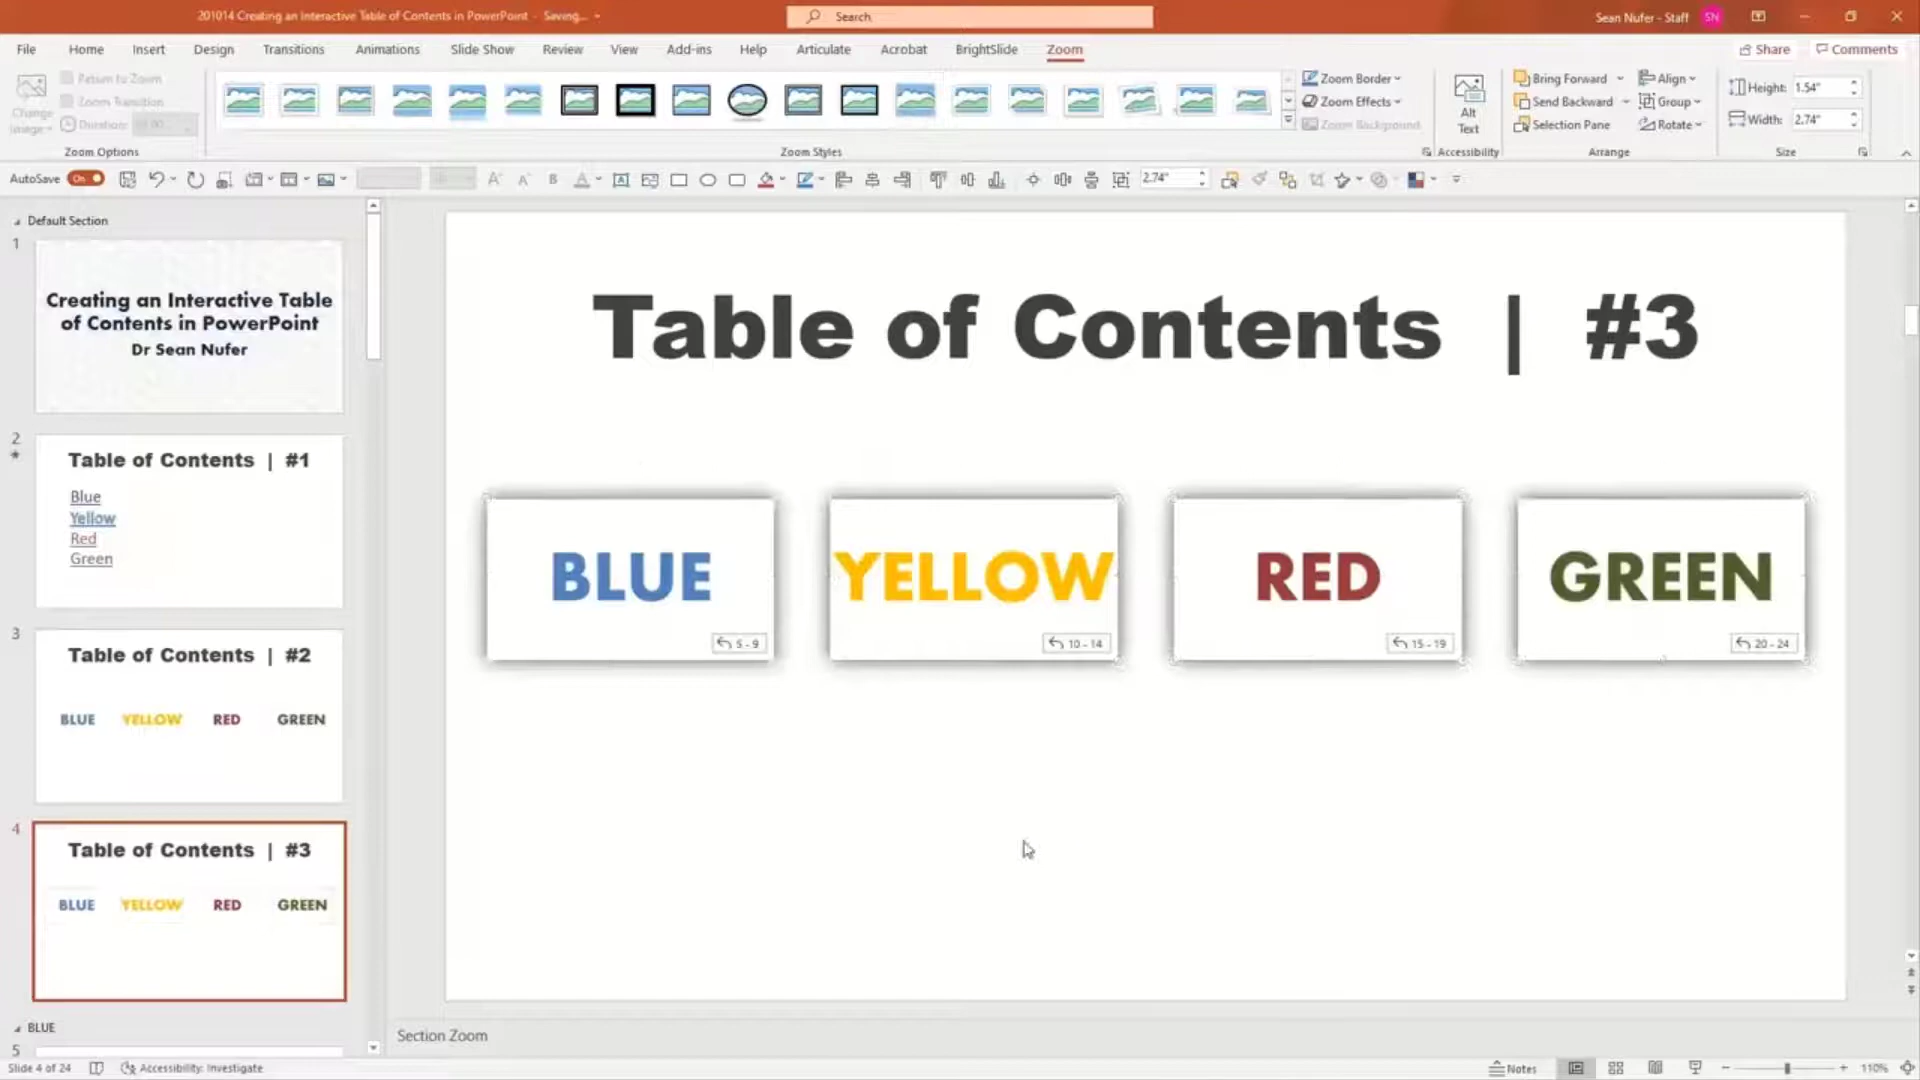 201014 Creating an Interactive Table of Contents in PowerPoint - Saving...
Search
Sean Nufer - Staff SN
File Home Insert Design Transitions Animations Slide Show Review View Add-ins Help Articulate Acrobat BrightSlide Zoom Share Comments
Change Image
Return to Zoom
Zoom Transition
Duration:
Zoom Options
Zoom Styles
Zoom Border
Zoom Effects
Zoom Background
Alt Text
Accessibility
Bring Forward
Send Backward
Selection Pane
Align
Group
Rotate
Arrange
Height: 1.54"
Width: 2.74"
Size
AutoSave On
2.74"
Default Section
1
Creating an Interactive Table
of Contents in PowerPoint
Dr Sean Nufer
2
Table of Contents | #1
Blue
Yellow
Red
Green
3
Table of Contents | #2
BLUE YELLOW RED GREEN
4
Table of Contents | #3
BLUE YELLOW RED GREEN
BLUE
5
Table of Contents | #3
BLUE YELLOW RED GREEN
5 - 9 10 - 14 15 - 19 20 - 24
Section Zoom
Slide 4 of 24 Accessibility: Investigate Notes 110%